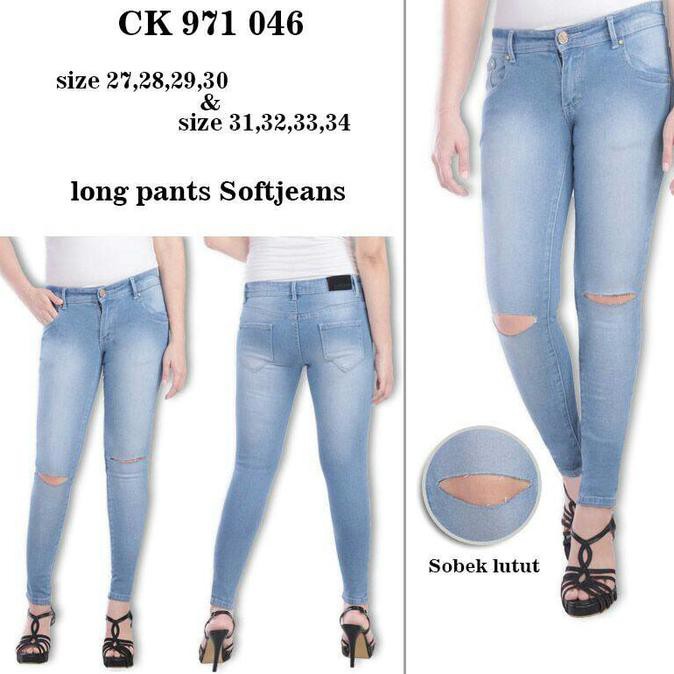 CK 971 046
size 27,28,29,30
&
size 31,32,33,34
long pants Softjeans
Sobek lutut